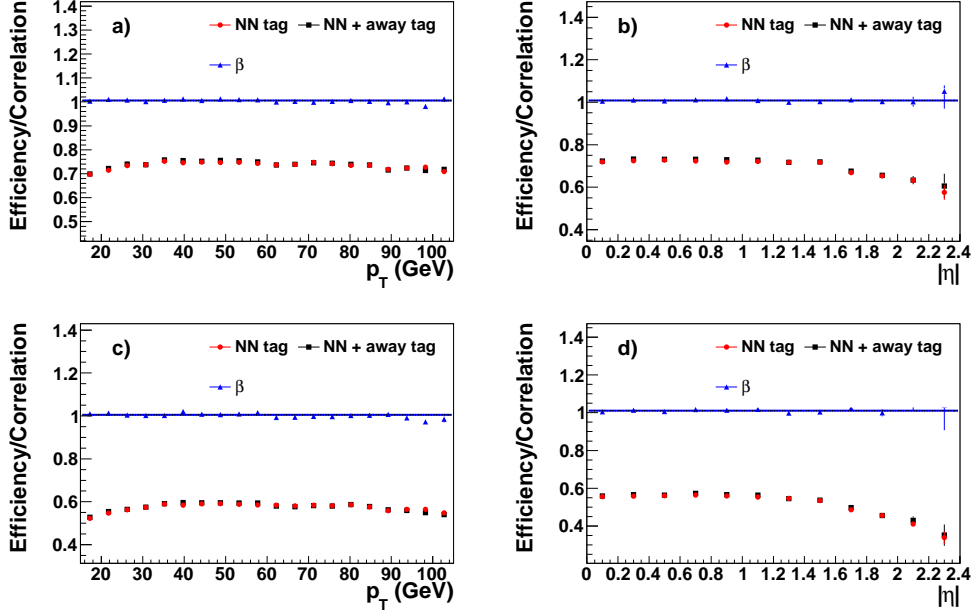 Efficiency/Correlation
a)
NN tag
NN + away tag
β
1.4
1.3
1.2
1.1
1
0.9
0.8
0.7
0.6
0.5
20 30 40 50 60 70 80 90 100
p_T (GeV)
Efficiency/Correlation
b)
NN tag
NN + away tag
β
1.4
1.2
1
0.8
0.6
0.4
0 0.2 0.4 0.6 0.8 1 1.2 1.4 1.6 1.8 2 2.2 2.4
|η|
Efficiency/Correlation
c)
NN tag
NN + away tag
β
1.4
1.2
1
0.8
0.6
0.4
20 30 40 50 60 70 80 90 100
p_T (GeV)
Efficiency/Correlation
d)
NN tag
NN + away tag
β
1.4
1.2
1
0.8
0.6
0.4
0 0.2 0.4 0.6 0.8 1 1.2 1.4 1.6 1.8 2 2.2 2.4
|η|